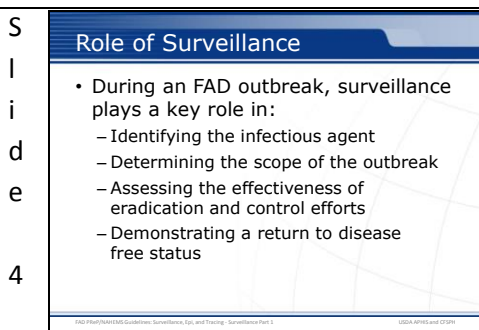 S
l
i
d
e
4
Role of Surveillance
• During an FAD outbreak, surveillance
plays a key role in:
– Identifying the infectious agent
– Determining the scope of the outbreak
– Assessing the effectiveness of
eradication and control efforts
– Demonstrating a return to disease
free status
FAD PReP/NAHEMS Guidelines: Surveillance, Epi, and Tracing - Surveillance Part 1
USDA APHIS and CFSPH